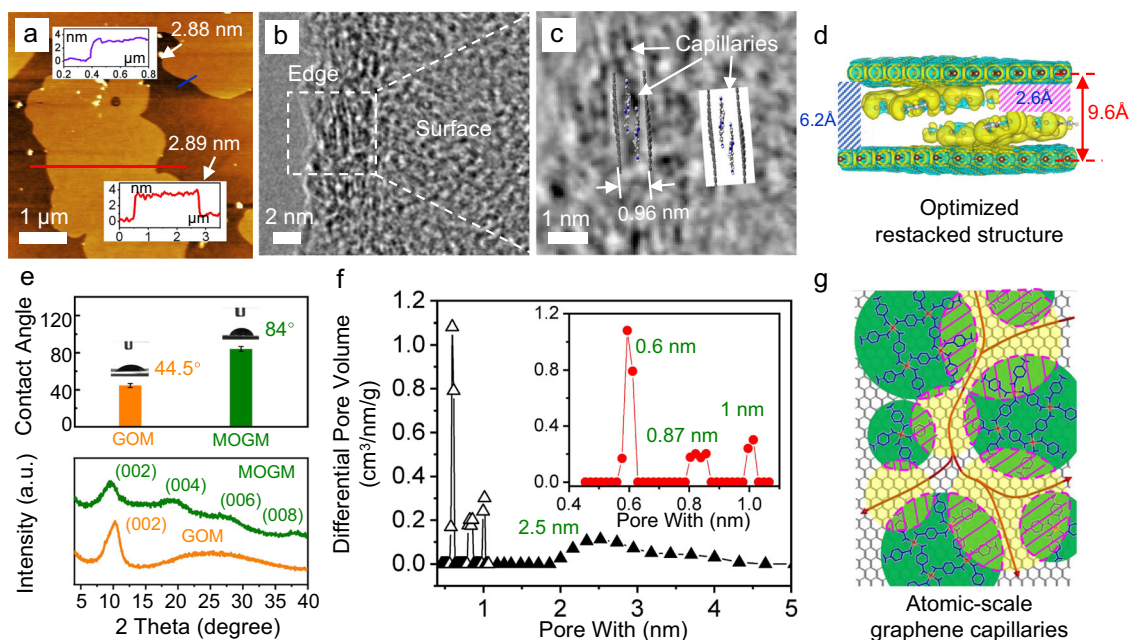 a
nm
4
2
0
0.2 0.4 0.6 0.8
µm
2.88 nm
2.89 nm
nm
4
2
0
µm
0 1 2 3
1 µm
b
Edge
Surface
2 nm
c
Capillaries
0.96 nm
1 nm
d
6.2Å
2.6Å
9.6Å
Optimized
restacked structure
e
Contact Angle
120
80
40
0
44.5°
84°
GOM
MOGM
Intensity (a.u.)
(002)
(004)
MOGM
(006)
(008)
(002)
GOM
5 10 15 20 25 30 35 40
2 Theta (degree)
f
Differential Pore Volume
(cm³/nm/g)
1.2
1.0
0.8
0.6
0.4
0.2
0.0
1 2 3 4 5
Pore With (nm)
2.5 nm
1.2
0.8
0.4
0.0
0.6 nm
0.87 nm
1 nm
0.4 0.6 0.8 1.0
Pore With (nm)
g
Atomic-scale
graphene capillaries